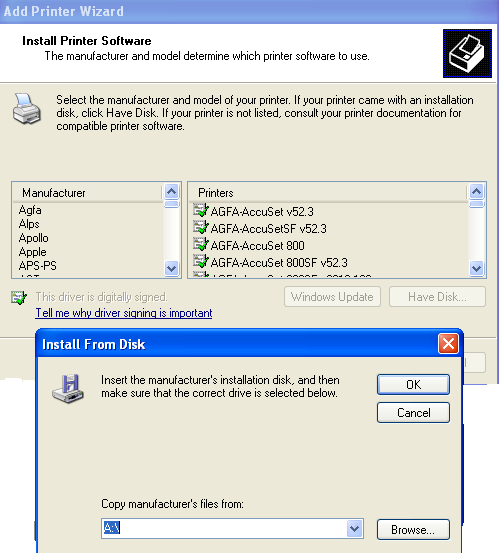 Add Printer Wizard
Install Printer Software
The manufacturer and model determine which printer software to use.
Select the manufacturer and model of your printer. If your printer came with an installation
disk, click Have Disk. If your printer is not listed, consult your printer documentation for
compatible printer software.
Manufacturer
Agfa
Alps
Apollo
Apple
APS-PS
Printers
AGFA-AccuSet v52.3
AGFA-AccuSetSF v52.3
AGFA-AccuSet 800
AGFA-AccuSet 800SF v52.3
This driver is digitally signed.
Tell me why driver signing is important
Windows Update
Have Disk...
Install From Disk
Insert the manufacturer's installation disk, and then
make sure that the correct drive is selected below.
OK
Cancel
Copy manufacturer's files from:
A:\
Browse...